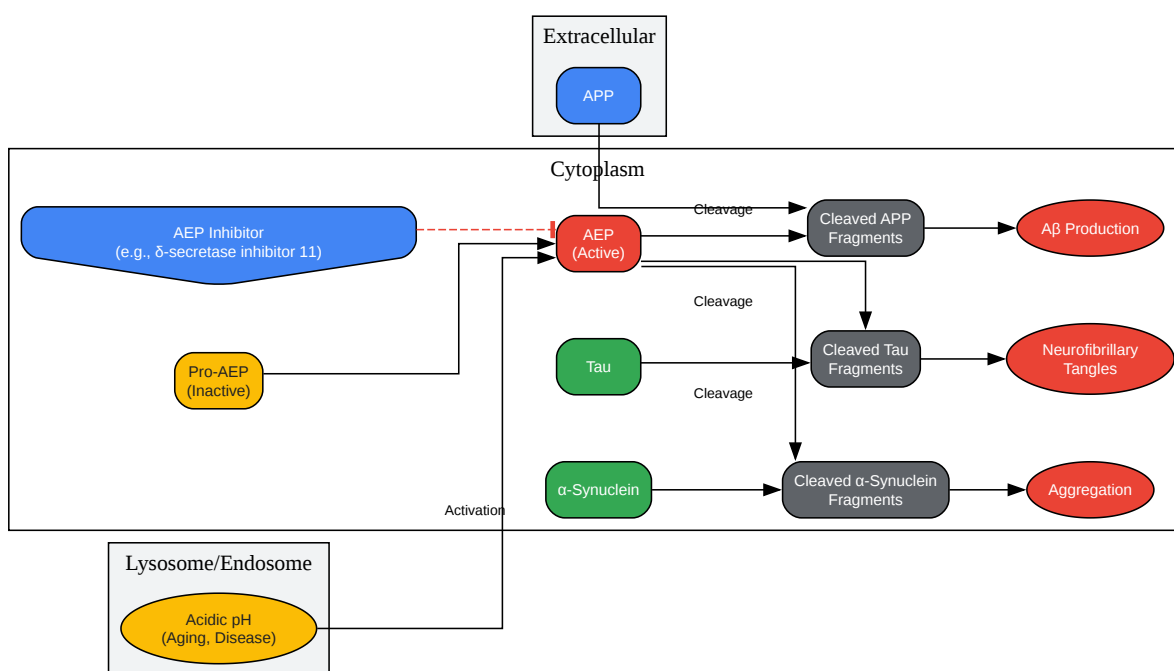 Extracellular
APP
Cytoplasm
AEP Inhibitor
(e.g., δ-secretase inhibitor 11)
Cleavage
AEP
(Active)
Cleaved APP
Fragments
Aβ Production
Cleavage
Pro-AEP
(Inactive)
Tau
Cleaved Tau
Fragments
Neurofibrillary
Tangles
Cleavage
α-Synuclein
Cleaved α-Synuclein
Fragments
Aggregation
Activation
Lysosome/Endosome
Acidic pH
(Aging, Disease)